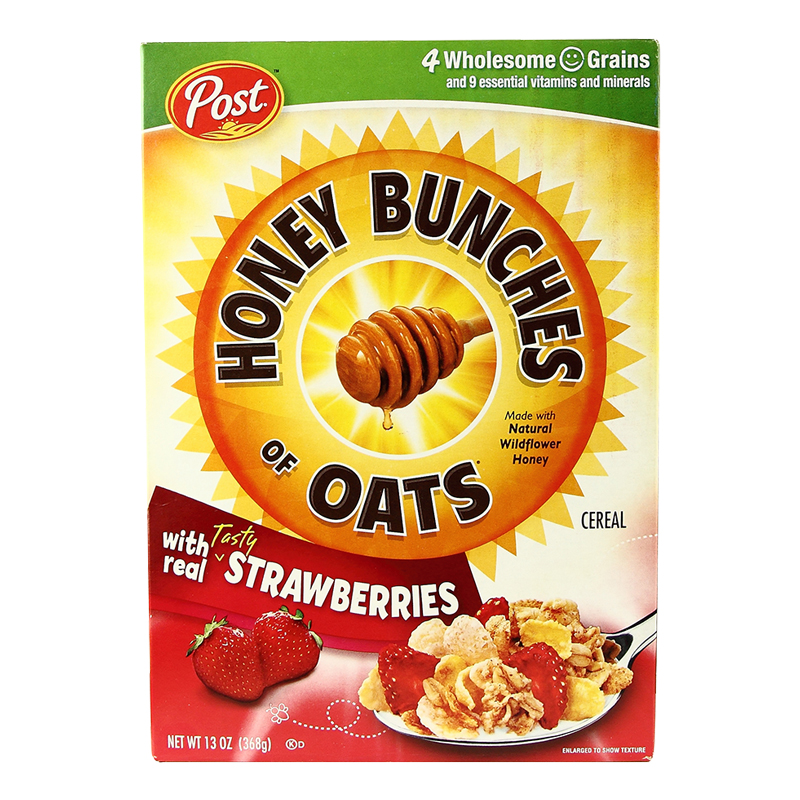 Post
4 Wholesome Grains
and 9 essential vitamins and minerals
HONEY BUNCHES
OF
OATS
Made with
Natural
Wildflower
Honey
CEREAL
with Tasty
real STRAWBERRIES
NET WT 13 OZ (368g) K D
ENLARGED TO SHOW TEXTURE